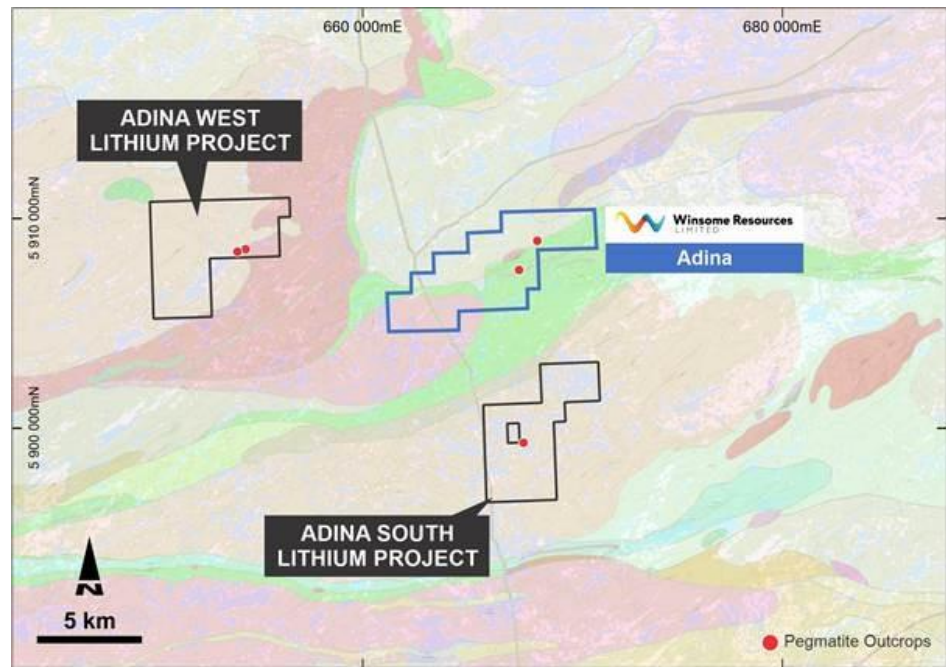 660 000mE
680 000mE
ADINA WEST
LITHIUM PROJECT
5 910 000mN
Winsome Resources
LIMITED
Adina
5 900 000mN
ADINA SOUTH
LITHIUM PROJECT
N
5 km
Pegmatite Outcrops